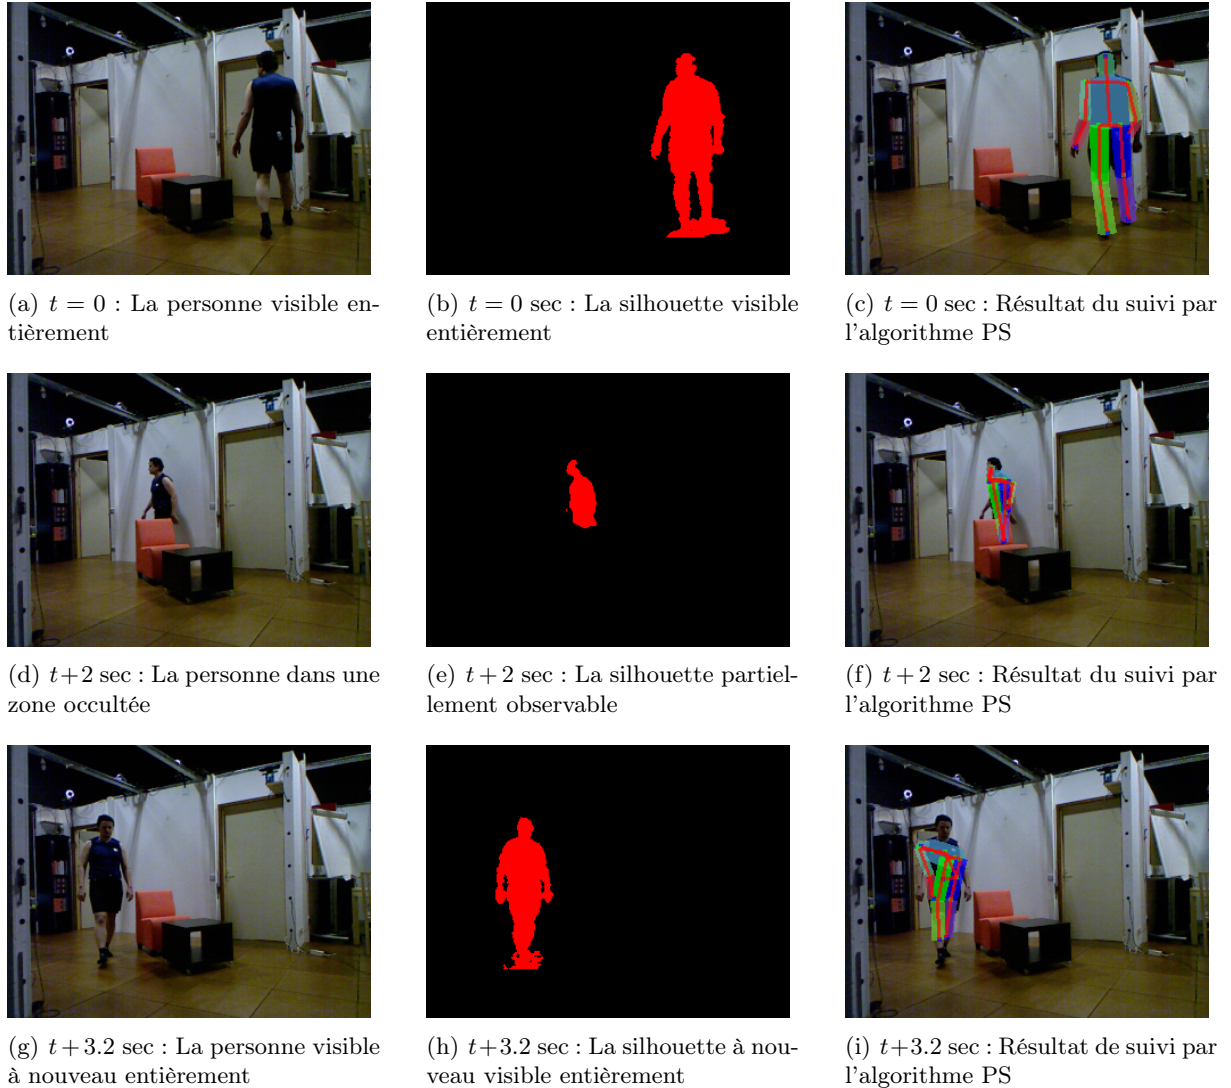 (a) t = 0 : La personne visible en-
tièrement
(b) t = 0 sec : La silhouette visible
entièrement
(c) t = 0 sec : Résultat du suivi par
l'algorithme PS
(d) t+2 sec : La personne dans une
zone occultée
(e) t + 2 sec : La silhouette partiel-
lement observable
(f) t + 2 sec : Résultat du suivi par
l'algorithme PS
(g) t+3.2 sec : La personne visible
à nouveau entièrement
(h) t+3.2 sec : La silhouette à nou-
veau visible entièrement
(i) t+3.2 sec : Résultat de suivi par
l'algorithme PS